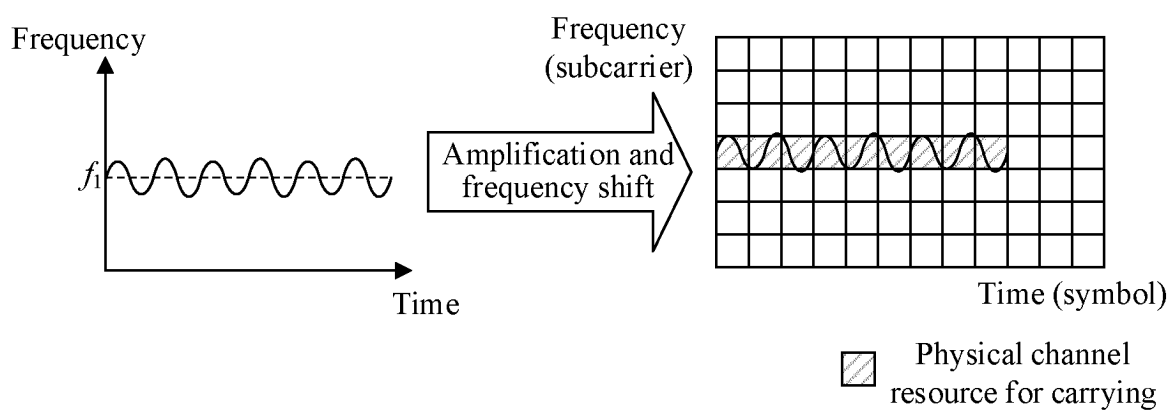 Frequency
f1
Time
Amplification and
frequency shift
Frequency
(subcarrier)
Time (symbol)
Physical channel
resource for carrying